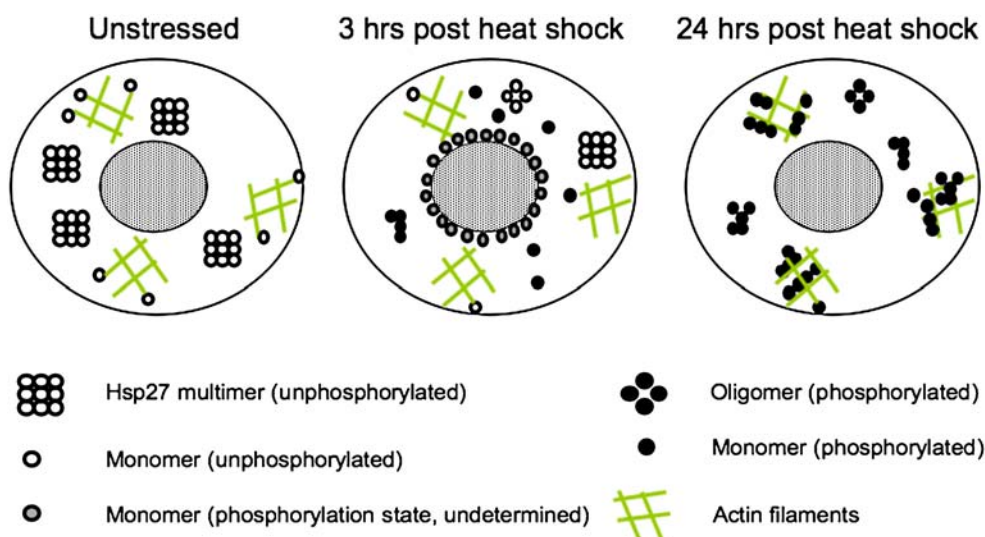 Unstressed
3 hrs post heat shock
24 hrs post heat shock
Hsp27 multimer (unphosphorylated)
Monomer (unphosphorylated)
Monomer (phosphorylation state, undetermined)
Oligomer (phosphorylated)
Monomer (phosphorylated)
Actin filaments